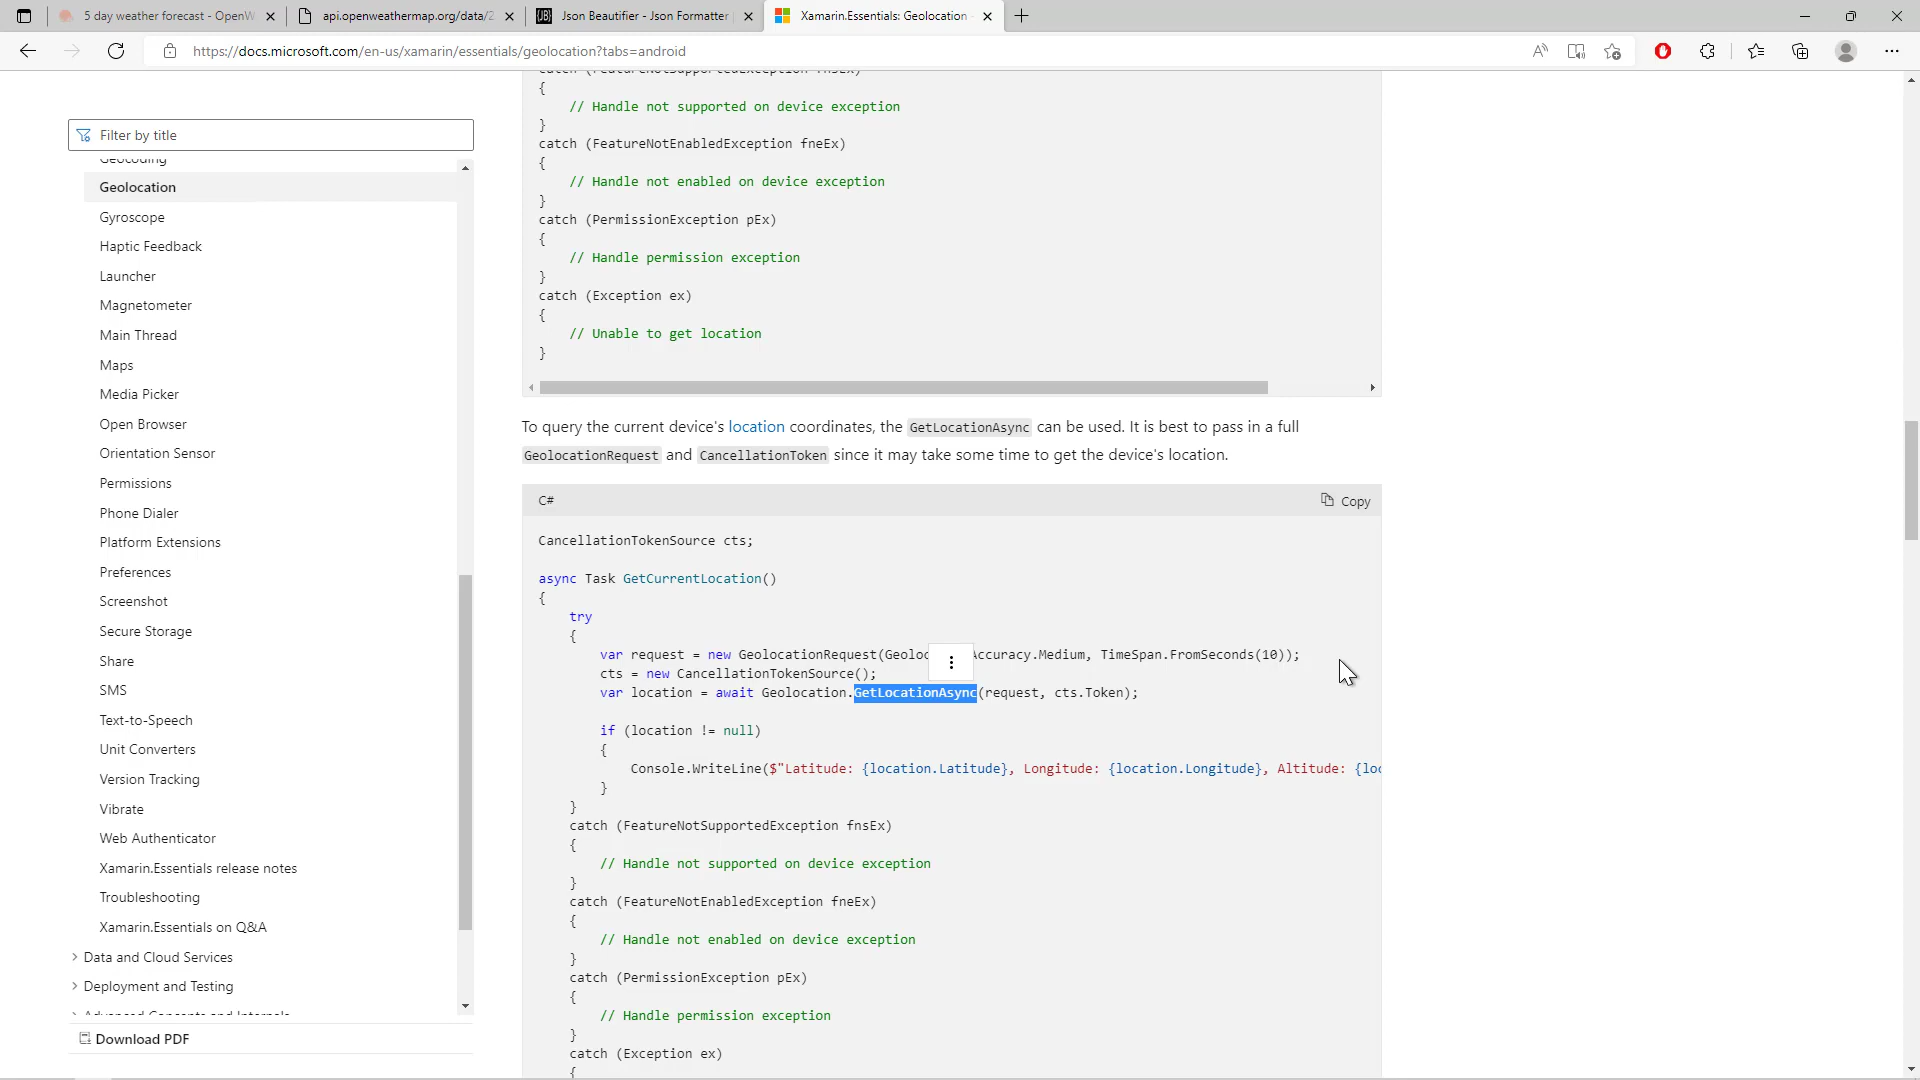 5 day weather forecast - OpenW
api.openweathermap.org/data/2
Json Beautifier - Json Formatter
Xamarin.Essentials: Geolocation
https://docs.microsoft.com/en-us/xamarin/essentials/geolocation?tabs=android
Filter by title
Geocoding
Geolocation
Gyroscope
Haptic Feedback
Launcher
Magnetometer
Main Thread
Maps
Media Picker
Open Browser
Orientation Sensor
Permissions
Phone Dialer
Platform Extensions
Preferences
Screenshot
Secure Storage
Share
SMS
Text-to-Speech
Unit Converters
Version Tracking
Vibrate
Web Authenticator
Xamarin.Essentials release notes
Troubleshooting
Xamarin.Essentials on Q&A
Data and Cloud Services
Deployment and Testing
Advanced Concepts and Internals
Download PDF
catch (FeatureNotSupportedException fnsEx)
{
// Handle not supported on device exception
}
catch (FeatureNotEnabledException fneEx)
{
// Handle not enabled on device exception
}
catch (PermissionException pEx)
{
// Handle permission exception
}
catch (Exception ex)
{
// Unable to get location
}
To query the current device's location coordinates, the GetLocationAsync can be used. It is best to pass in a full
GeolocationRequest and CancellationToken since it may take some time to get the device's location.
C#
Copy
CancellationTokenSource cts;
async Task GetCurrentLocation()
{
try
{
var request = new GeolocationRequest(Geoloc Accuracy.Medium, TimeSpan.FromSeconds(10));
cts = new CancellationTokenSource();
var location = await Geolocation.GetLocationAsync(request, cts.Token);
if (location != null)
{
Console.WriteLine($"Latitude: {location.Latitude}, Longitude: {location.Longitude}, Altitude: {loc
}
}
catch (FeatureNotSupportedException fnsEx)
{
// Handle not supported on device exception
}
catch (FeatureNotEnabledException fneEx)
{
// Handle not enabled on device exception
}
catch (PermissionException pEx)
{
// Handle permission exception
}
catch (Exception ex)
{